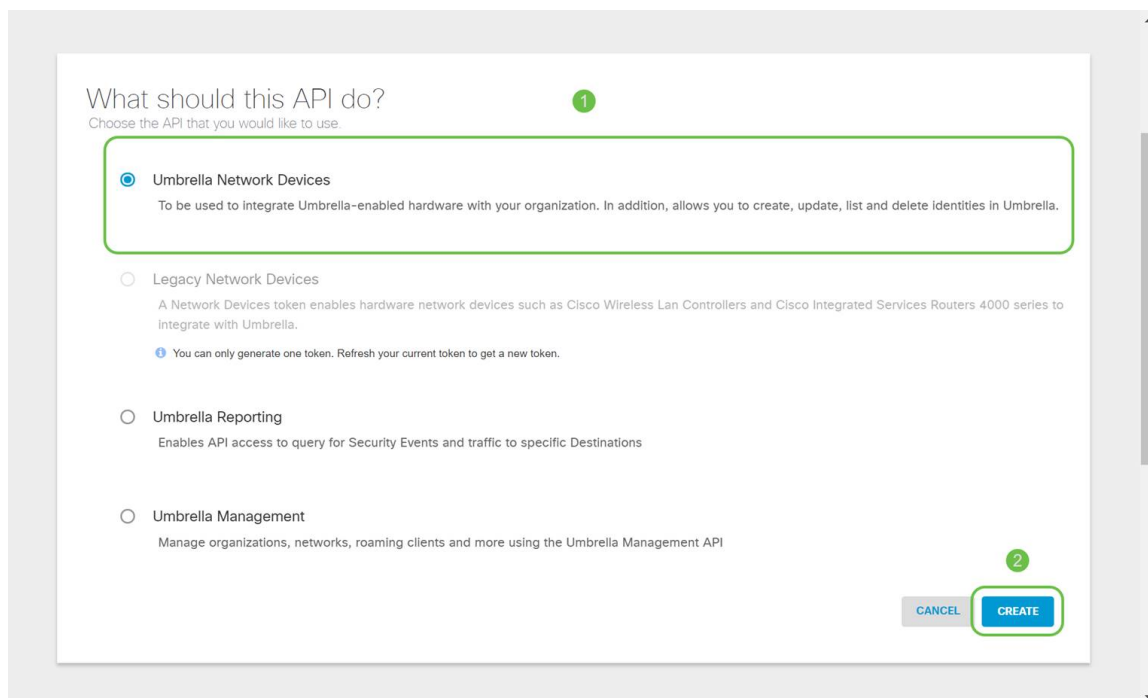 What should this API do?
1
Choose the API that you would like to use.
Umbrella Network Devices
To be used to integrate Umbrella-enabled hardware with your organization. In addition, allows you to create, update, list and delete identities in Umbrella.
Legacy Network Devices
A Network Devices token enables hardware network devices such as Cisco Wireless Lan Controllers and Cisco Integrated Services Routers 4000 series to
integrate with Umbrella.
You can only generate one token. Refresh your current token to get a new token.
Umbrella Reporting
Enables API access to query for Security Events and traffic to specific Destinations
Umbrella Management
Manage organizations, networks, roaming clients and more using the Umbrella Management API
2
CANCEL CREATE